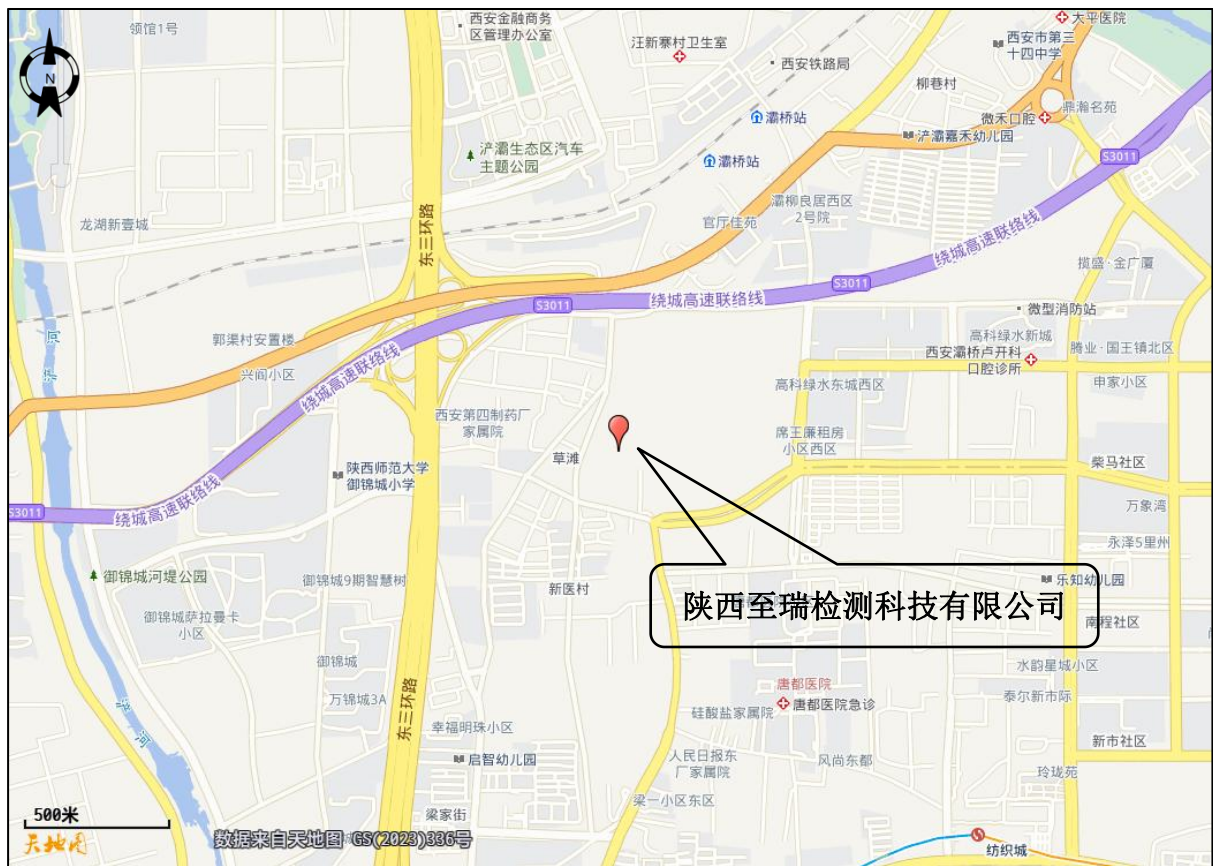 领馆1号
西安金融商务
区管理办公室
汪新寨村卫生室
西安铁路局
大平医院
西安市第三
十四中学
柳巷村
鼎瀚名苑
微禾口腔
浐灞嘉禾幼儿园
灞桥站
灞桥站
浐灞生态区汽车
主题公园
N
S3011
龙湖新壹城
东三环路
官厅佳苑
灞柳良居西区
2号院
绕城高速联络线
揽盛·金广厦
S3011
S3011
绕城高速联络线
微型消防站
郭渠村安置楼
兴阎小区
高科绿水新城
西安灞桥卢开科
口腔诊所
腾业·国王镇北区
申家小区
浐河
绕城高速联络线
高科绿水东城西区
西安第四制药厂
家属院
席王廉租房
小区西区
草滩
陕西师范大学
御锦城小学
柴马社区
万象湾
S3011
绕城高速联络线
永泽5里州
御锦城河堤公园
御锦城9期智慧树
新医村
乐知幼儿园
陕西至瑞检测科技有限公司
御锦城萨拉曼卡
小区
南程社区
御锦城
水韵星城小区
万锦城3A
唐都医院
唐都医院急诊
泰尔新市际
硅酸盐家属院
浐河
东三环路
幸福明珠小区
新市社区
启智幼儿园
人民日报东
厂家属院
风尚东都
玲珑苑
梁一小区东区
500米
梁家街
天地图
数据来自天地图 GS(2023)336号
纺织城